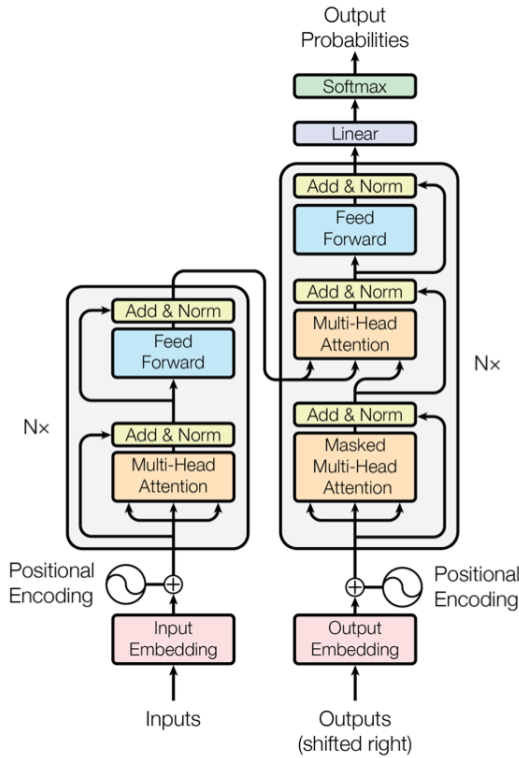 Output
Probabilities
Softmax
Linear
Add & Norm
Feed
Forward
Add & Norm
Multi-Head
Attention
Add & Norm
Masked
Multi-Head
Attention
N×
Add & Norm
Feed
Forward
Add & Norm
Multi-Head
Attention
N×
Positional
Encoding
Positional
Encoding
Input
Embedding
Output
Embedding
Inputs
Outputs
(shifted right)